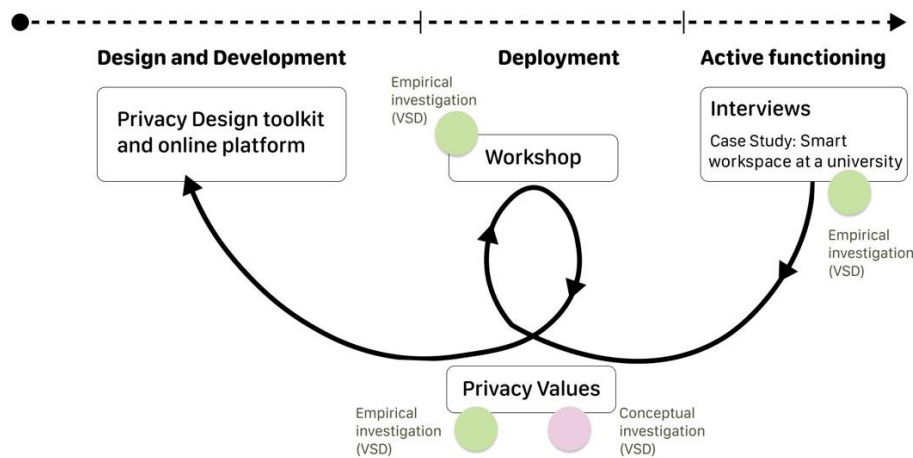 Design and Development
Deployment
Active functioning
Privacy Design toolkit
and online platform
Empirical
investigation
(VSD)
Workshop
Interviews
Case Study: Smart
workspace at a university
Empirical
investigation
(VSD)
Privacy Values
Empirical
investigation
(VSD)
Conceptual
investigation
(VSD)